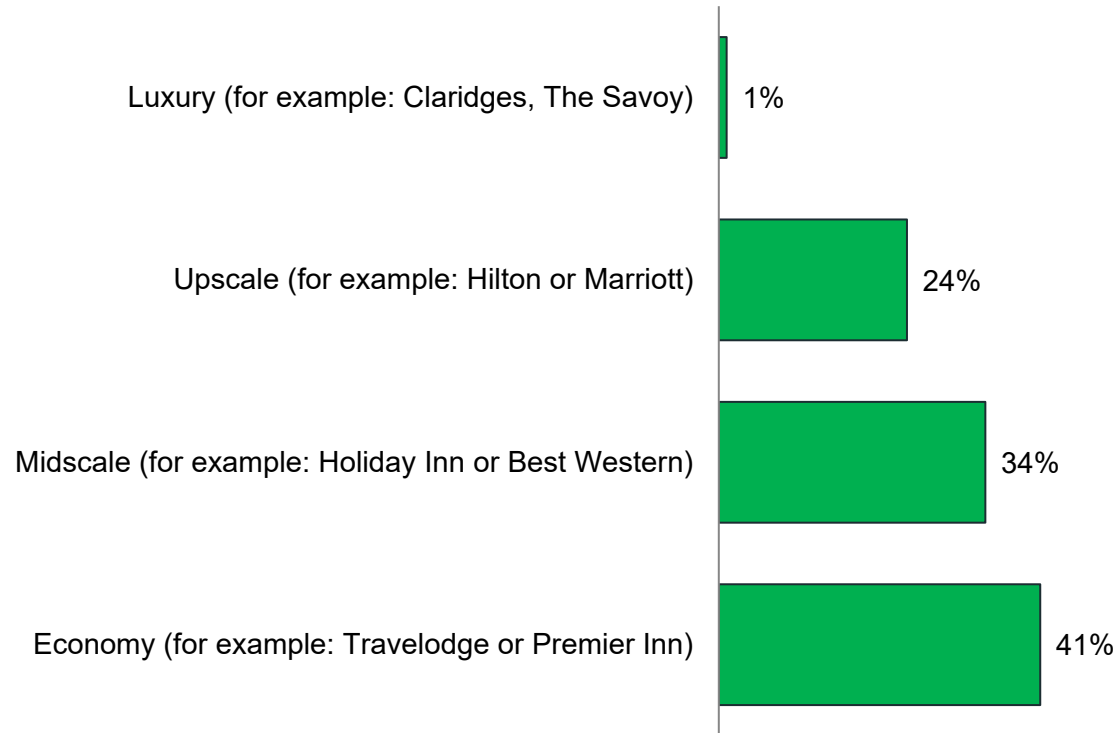 Luxury (for example: Claridges, The Savoy) 1%
Upscale (for example: Hilton or Marriott) 24%
Midscale (for example: Holiday Inn or Best Western) 34%
Economy (for example: Travelodge or Premier Inn) 41%